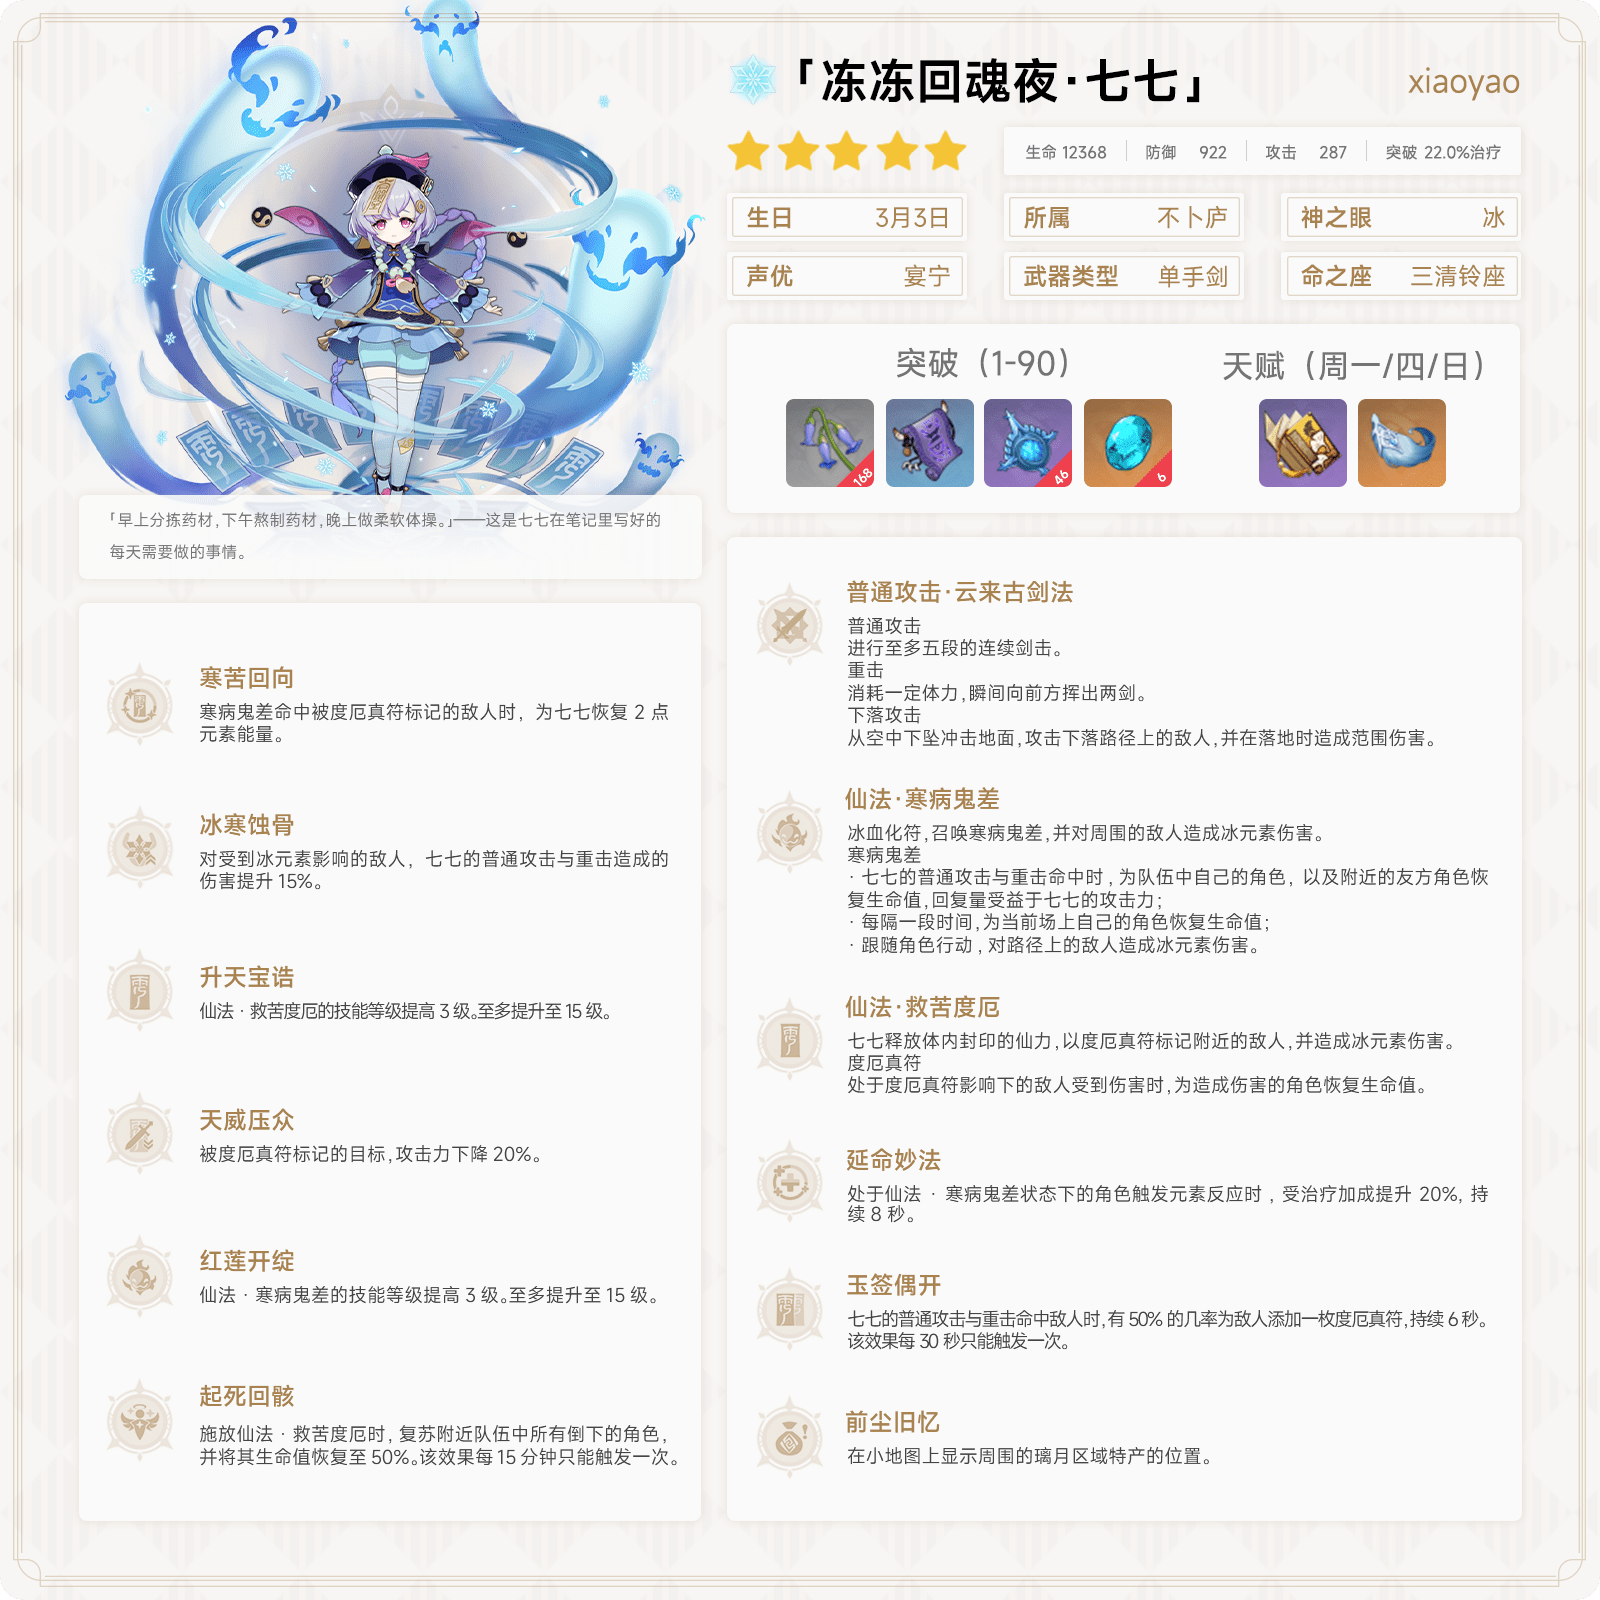 「冻冻回魂夜·七七」
xiaoyao
生命 12368 防御 922 攻击 287 突破 22.0%治疗
生日 3月3日 所属 不卜庐 神之眼 冰
声优 宴宁 武器类型 单手剑 命之座 三清铃座
突破（1-90） 天赋（周一/四/日）
168 46 6
「早上分拣药材,下午熬制药材,晚上做柔软体操。」——这是七七在笔记里写好的
每天需要做的事情。
寒苦回向
寒病鬼差命中被度厄真符标记的敌人时，为七七恢复 2 点
元素能量。
冰寒蚀骨
对受到冰元素影响的敌人，七七的普通攻击与重击造成的
伤害提升 15%。
升天宝诰
仙法 · 救苦度厄的技能等级提高 3 级。至多提升至 15 级。
天威压众
被度厄真符标记的目标,攻击力下降 20%。
红莲开绽
仙法 · 寒病鬼差的技能等级提高 3 级。至多提升至 15 级。
起死回骸
施放仙法 · 救苦度厄时，复苏附近队伍中所有倒下的角色，
并将其生命值恢复至 50%。该效果每 15 分钟只能触发一次。
普通攻击·云来古剑法
普通攻击
进行至多五段的连续剑击。
重击
消耗一定体力,瞬间向前方挥出两剑。
下落攻击
从空中下坠冲击地面,攻击下落路径上的敌人,并在落地时造成范围伤害。
仙法·寒病鬼差
冰血化符,召唤寒病鬼差,并对周围的敌人造成冰元素伤害。
寒病鬼差
· 七七的普通攻击与重击命中时，为队伍中自己的角色，以及附近的友方角色恢
复生命值,回复量受益于七七的攻击力；
· 每隔一段时间,为当前场上自己的角色恢复生命值；
· 跟随角色行动，对路径上的敌人造成冰元素伤害。
仙法·救苦度厄
七七释放体内封印的仙力,以度厄真符标记附近的敌人,并造成冰元素伤害。
度厄真符
处于度厄真符影响下的敌人受到伤害时,为造成伤害的角色恢复生命值。
延命妙法
处于仙法 · 寒病鬼差状态下的角色触发元素反应时，受治疗加成提升 20%，持
续 8 秒。
玉签偶开
七七的普通攻击与重击命中敌人时,有 50% 的几率为敌人添加一枚度厄真符,持续 6 秒。
该效果每 30 秒只能触发一次。
前尘旧忆
在小地图上显示周围的璃月区域特产的位置。